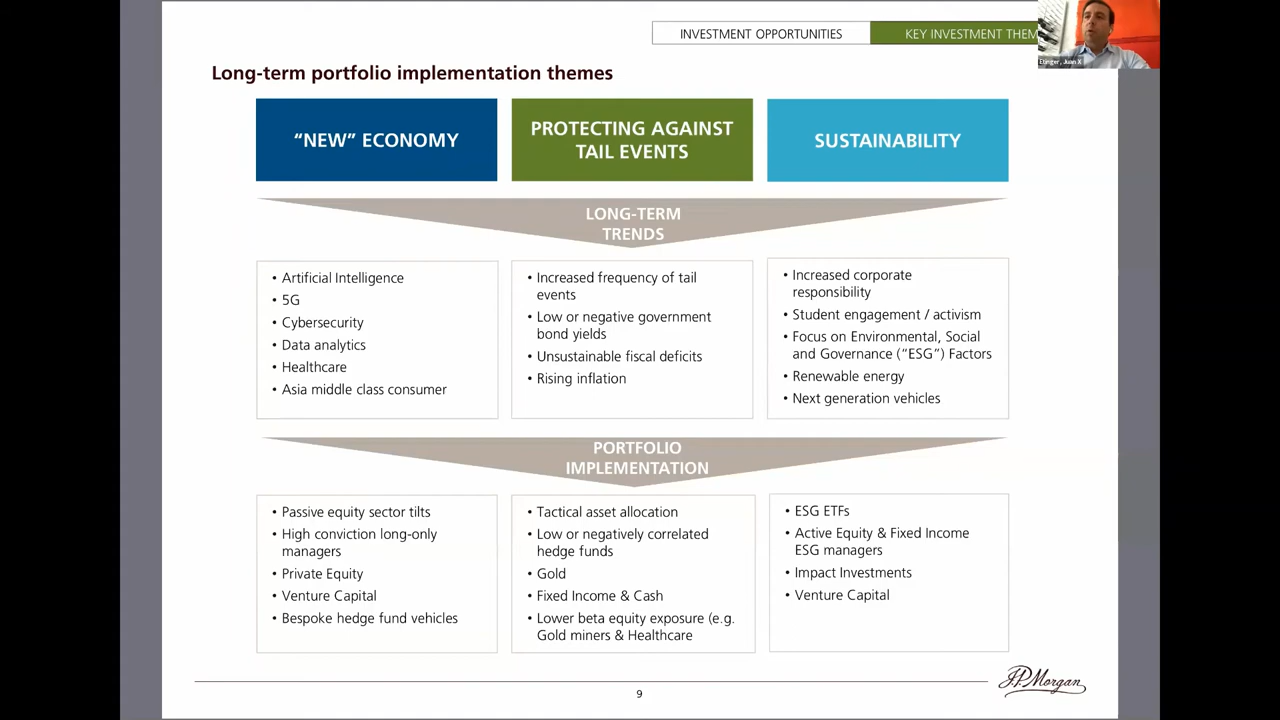 INVESTMENT OPPORTUNITIES
KEY INVESTMENT THEM
Etinger, Juan X
Long-term portfolio implementation themes
“NEW” ECONOMY
PROTECTING AGAINST
TAIL EVENTS
SUSTAINABILITY
LONG-TERM
TRENDS
• Artificial Intelligence
• 5G
• Cybersecurity
• Data analytics
• Healthcare
• Asia middle class consumer
• Increased frequency of tail
events
• Low or negative government
bond yields
• Unsustainable fiscal deficits
• Rising inflation
• Increased corporate
responsibility
• Student engagement / activism
• Focus on Environmental, Social
and Governance (“ESG”) Factors
• Renewable energy
• Next generation vehicles
PORTFOLIO
IMPLEMENTATION
• Passive equity sector tilts
• High conviction long-only
managers
• Private Equity
• Venture Capital
• Bespoke hedge fund vehicles
• Tactical asset allocation
• Low or negatively correlated
hedge funds
• Gold
• Fixed Income & Cash
• Lower beta equity exposure (e.g.
Gold miners & Healthcare
• ESG ETFs
• Active Equity & Fixed Income
ESG managers
• Impact Investments
• Venture Capital
J.P.Morgan
9